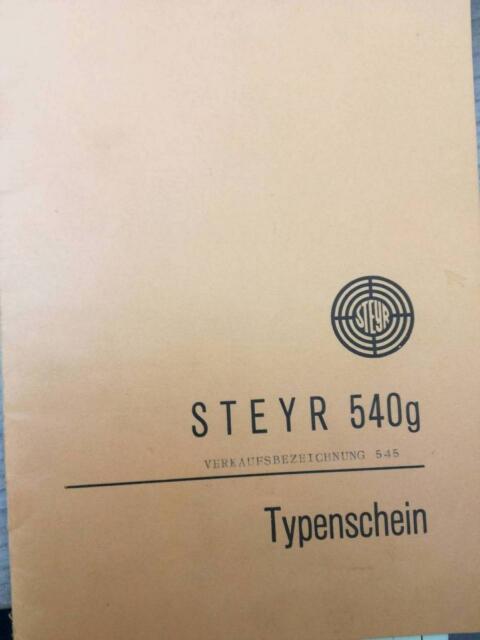 STEYR
STEYR 540g
VERKAUFSBEZEICHNUNG 545
Typenschein